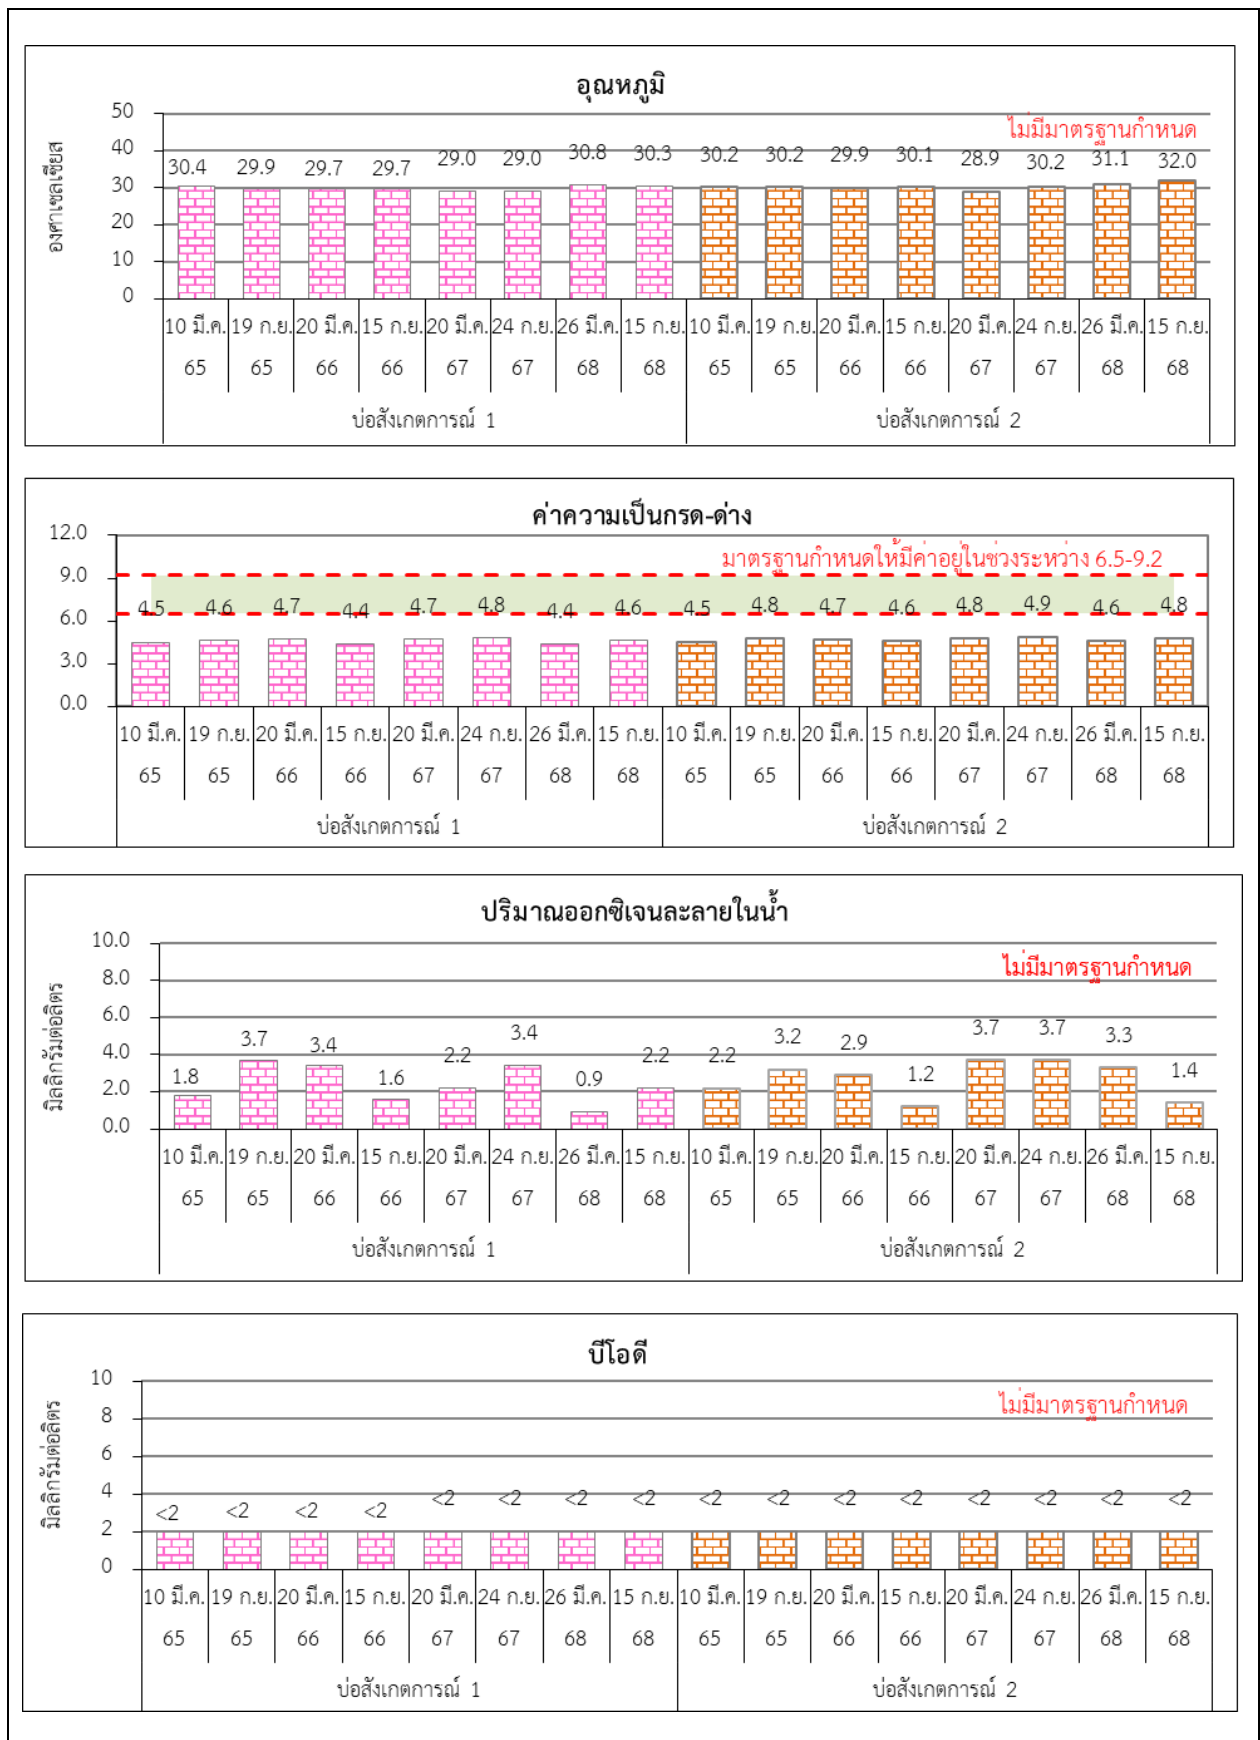 อุณหภูมิ
ไม่มีมาตรฐานกำหนด
องศาเซลเซียส
50
40
30
20
10
0
30.4 29.9 29.7 29.7 29.0 29.0 30.8 30.3 30.2 30.2 29.9 30.1 28.9 30.2 31.1 32.0
10 มี.ค. 19 ก.ย. 20 มี.ค. 15 ก.ย. 20 มี.ค. 24 ก.ย. 26 มี.ค. 15 ก.ย. 10 มี.ค. 19 ก.ย. 20 มี.ค. 15 ก.ย. 20 มี.ค. 24 ก.ย. 26 มี.ค. 15 ก.ย.
65 65 66 66 67 67 68 68 65 65 66 66 67 67 68 68
บ่อสังเกตการณ์ 1 บ่อสังเกตการณ์ 2
ค่าความเป็นกรด-ด่าง
มาตรฐานกำหนดให้มีค่าอยู่ในช่วงระหว่าง 6.5-9.2
12.0
9.0
6.0
3.0
0.0
4.5 4.6 4.7 4.4 4.7 4.8 4.4 4.6 4.5 4.8 4.7 4.6 4.8 4.9 4.6 4.8
10 มี.ค. 19 ก.ย. 20 มี.ค. 15 ก.ย. 20 มี.ค. 24 ก.ย. 26 มี.ค. 15 ก.ย. 10 มี.ค. 19 ก.ย. 20 มี.ค. 15 ก.ย. 20 มี.ค. 24 ก.ย. 26 มี.ค. 15 ก.ย.
65 65 66 66 67 67 68 68 65 65 66 66 67 67 68 68
บ่อสังเกตการณ์ 1 บ่อสังเกตการณ์ 2
ปริมาณออกซิเจนละลายในน้ำ
ไม่มีมาตรฐานกำหนด
มิลลิกรัมต่อลิตร
10.0
8.0
6.0
4.0
2.0
0.0
1.8 3.7 3.4 1.6 2.2 3.4 0.9 2.2 2.2 3.2 2.9 1.2 3.7 3.7 3.3 1.4
10 มี.ค. 19 ก.ย. 20 มี.ค. 15 ก.ย. 20 มี.ค. 24 ก.ย. 26 มี.ค. 15 ก.ย. 10 มี.ค. 19 ก.ย. 20 มี.ค. 15 ก.ย. 20 มี.ค. 24 ก.ย. 26 มี.ค. 15 ก.ย.
65 65 66 66 67 67 68 68 65 65 66 66 67 67 68 68
บ่อสังเกตการณ์ 1 บ่อสังเกตการณ์ 2
บีโอดี
ไม่มีมาตรฐานกำหนด
มิลลิกรัมต่อลิตร
10
8
6
4
2
0
<2 <2 <2 <2 <2 <2 <2 <2 <2 <2 <2 <2 <2 <2 <2 <2
10 มี.ค. 19 ก.ย. 20 มี.ค. 15 ก.ย. 20 มี.ค. 24 ก.ย. 26 มี.ค. 15 ก.ย. 10 มี.ค. 19 ก.ย. 20 มี.ค. 15 ก.ย. 20 มี.ค. 24 ก.ย. 26 มี.ค. 15 ก.ย.
65 65 66 66 67 67 68 68 65 65 66 66 67 67 68 68
บ่อสังเกตการณ์ 1 บ่อสังเกตการณ์ 2